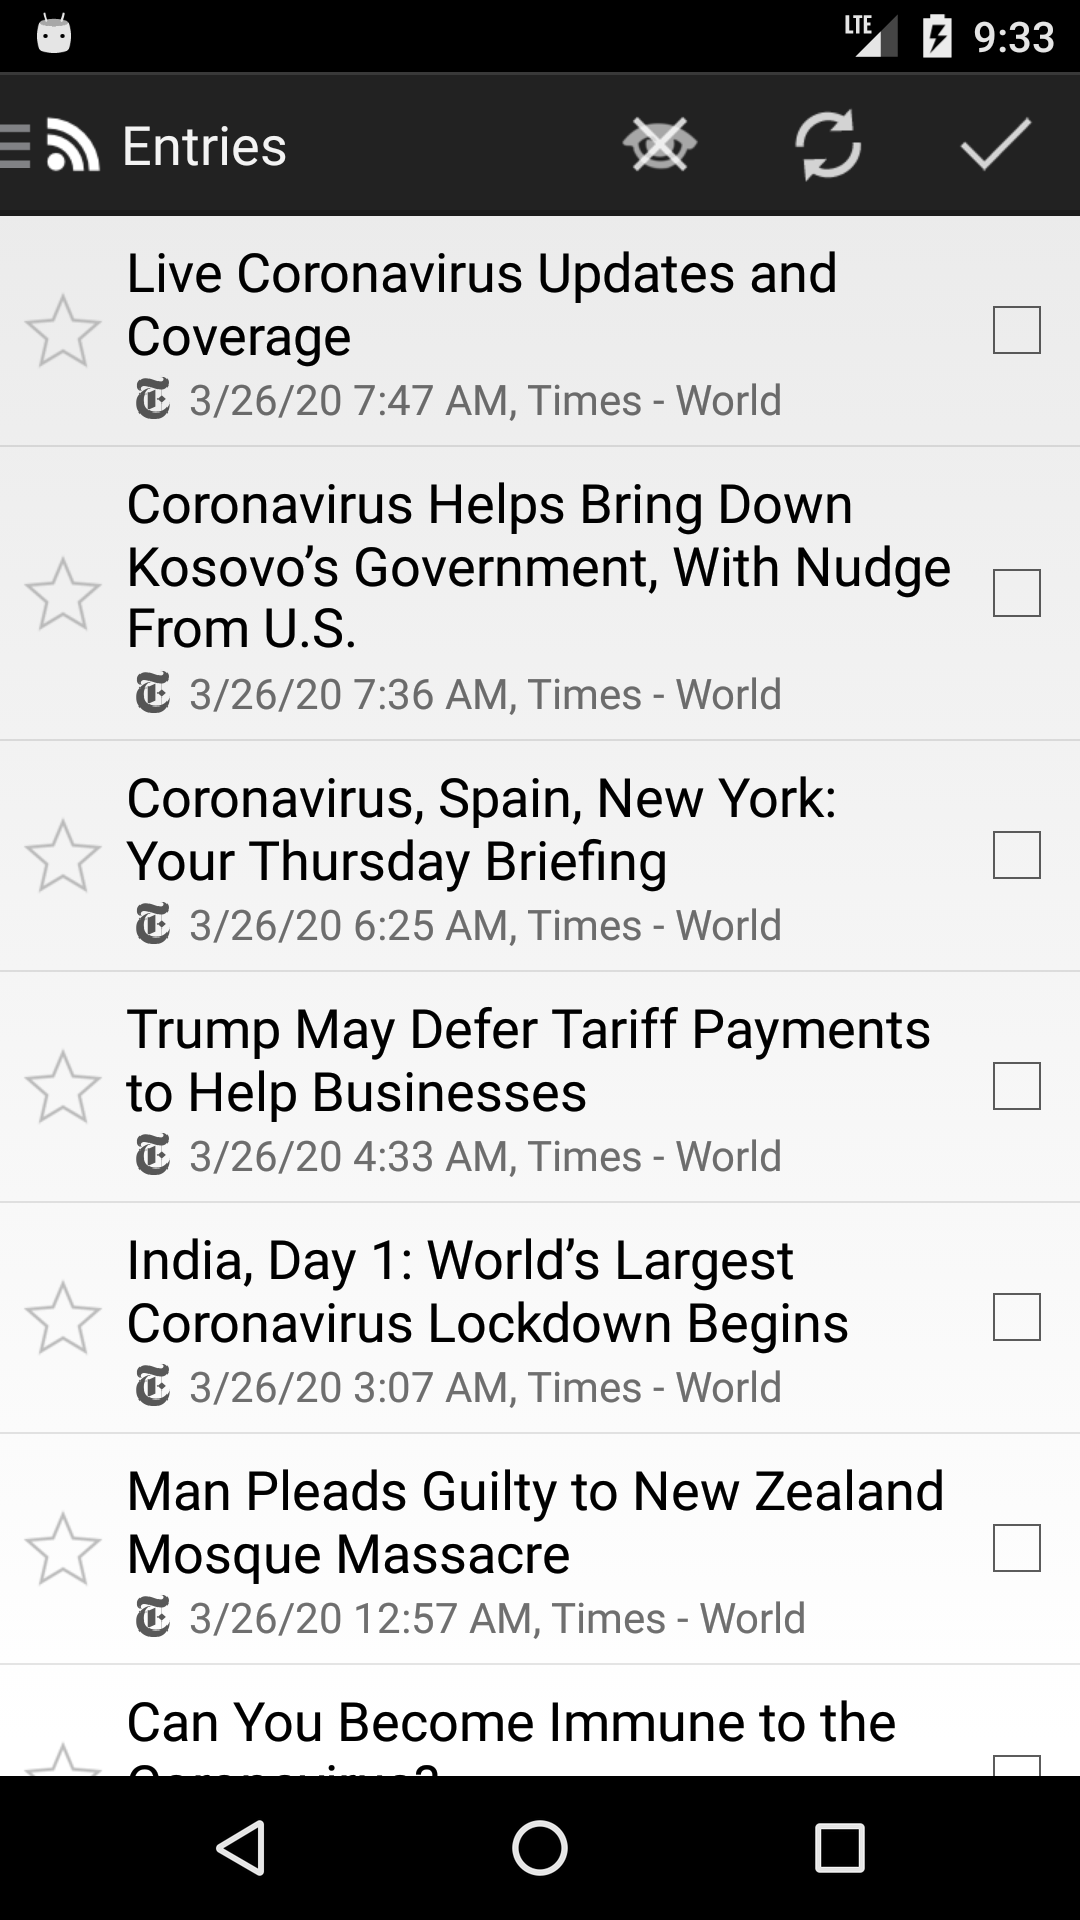 LTE 9:33
Entries
Live Coronavirus Updates and
Coverage
3/26/20 7:47 AM, Times - World
Coronavirus Helps Bring Down
Kosovo’s Government, With Nudge
From U.S.
3/26/20 7:36 AM, Times - World
Coronavirus, Spain, New York:
Your Thursday Briefing
3/26/20 6:25 AM, Times - World
Trump May Defer Tariff Payments
to Help Businesses
3/26/20 4:33 AM, Times - World
India, Day 1: World’s Largest
Coronavirus Lockdown Begins
3/26/20 3:07 AM, Times - World
Man Pleads Guilty to New Zealand
Mosque Massacre
3/26/20 12:57 AM, Times - World
Can You Become Immune to the
Coronavirus?